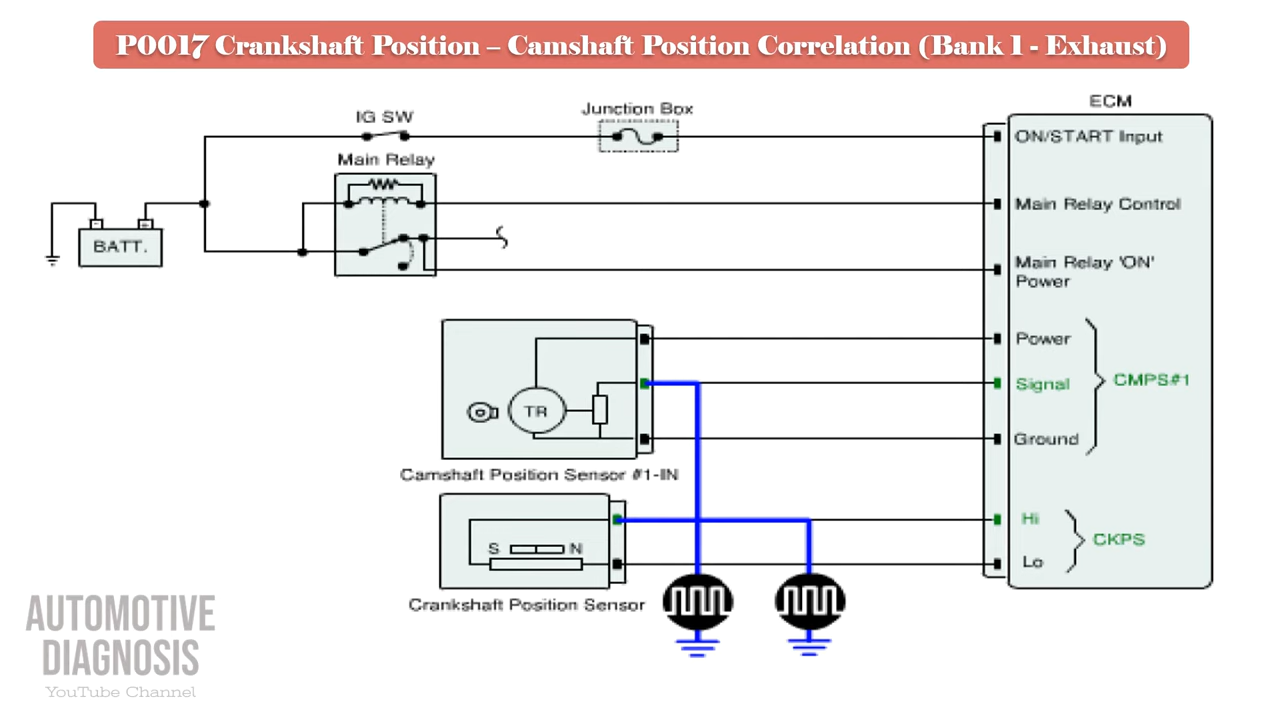 P0017 Crankshaft Position – Camshaft Position Correlation (Bank 1 - Exhaust)
ECM
IG SW
Junction Box
ON/START Input
Main Relay
Main Relay Control
BATT.
- +
Main Relay 'ON'
Power
Power
Signal
CMPS#1
TR
Ground
Camshaft Position Sensor #1-IN
Hi
S N
CKPS
Lo
Crankshaft Position Sensor
AUTOMOTIVE
DIAGNOSIS
YouTube Channel